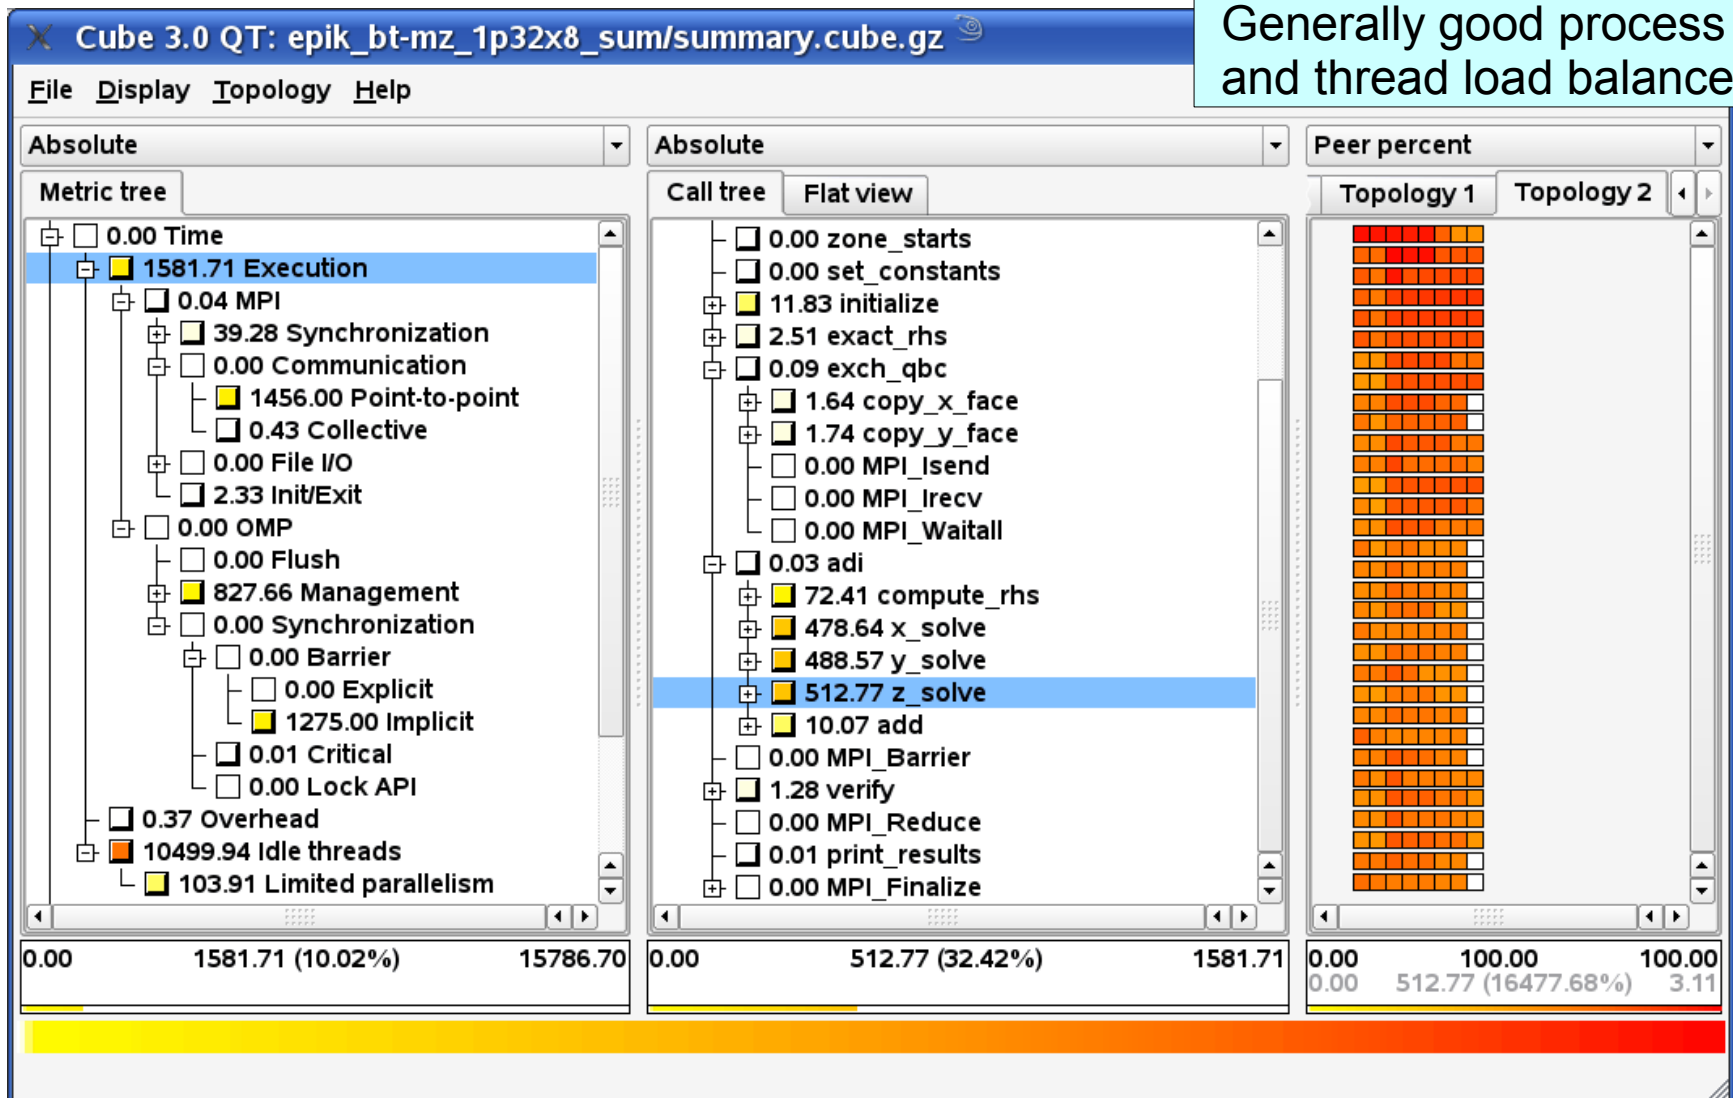 Cube 3.0 QT: epik_bt-mz_1p32x8_sum/summary.cube.gz
Generally good process
and thread load balance
File Display Topology Help
Absolute
Metric tree
0.00 Time
1581.71 Execution
0.04 MPI
39.28 Synchronization
0.00 Communication
1456.00 Point-to-point
0.43 Collective
0.00 File I/O
2.33 Init/Exit
0.00 OMP
0.00 Flush
827.66 Management
0.00 Synchronization
0.00 Barrier
0.00 Explicit
1275.00 Implicit
0.01 Critical
0.00 Lock API
0.37 Overhead
10499.94 Idle threads
103.91 Limited parallelism
0.00 1581.71 (10.02%) 15786.70
Absolute
Call tree Flat view
0.00 zone_starts
0.00 set_constants
11.83 initialize
2.51 exact_rhs
0.09 exch_qbc
1.64 copy_x_face
1.74 copy_y_face
0.00 MPI_Isend
0.00 MPI_Irecv
0.00 MPI_Waitall
0.03 adi
72.41 compute_rhs
478.64 x_solve
488.57 y_solve
512.77 z_solve
10.07 add
0.00 MPI_Barrier
1.28 verify
0.00 MPI_Reduce
0.01 print_results
0.00 MPI_Finalize
0.00 512.77 (32.42%) 1581.71
Peer percent
Topology 1 Topology 2
0.00 100.00 100.00
0.00 512.77 (16477.68%) 3.11